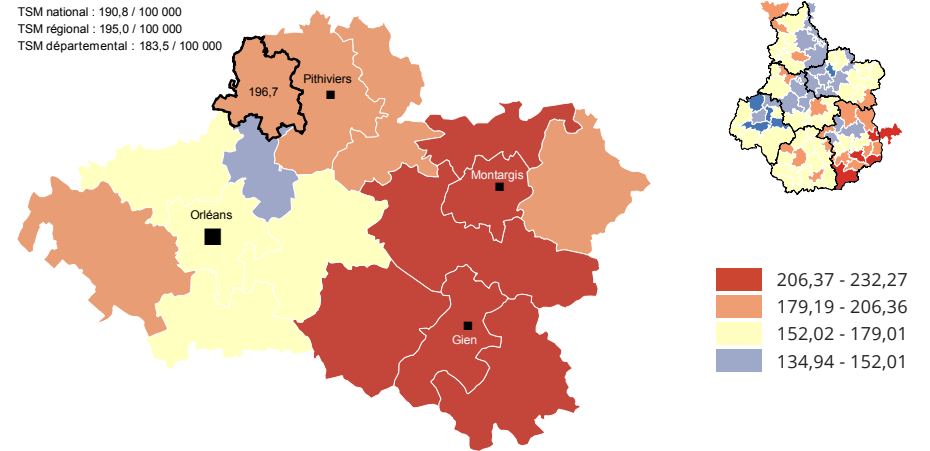 TSM national : 190,8 / 100 000
TSM régional : 195,0 / 100 000
TSM départemental : 183,5 / 100 000
Pithiviers
196,7
Montargis
Orléans
Gien
206,37 - 232,27
179,19 - 206,36
152,02 - 179,01
134,94 - 152,01